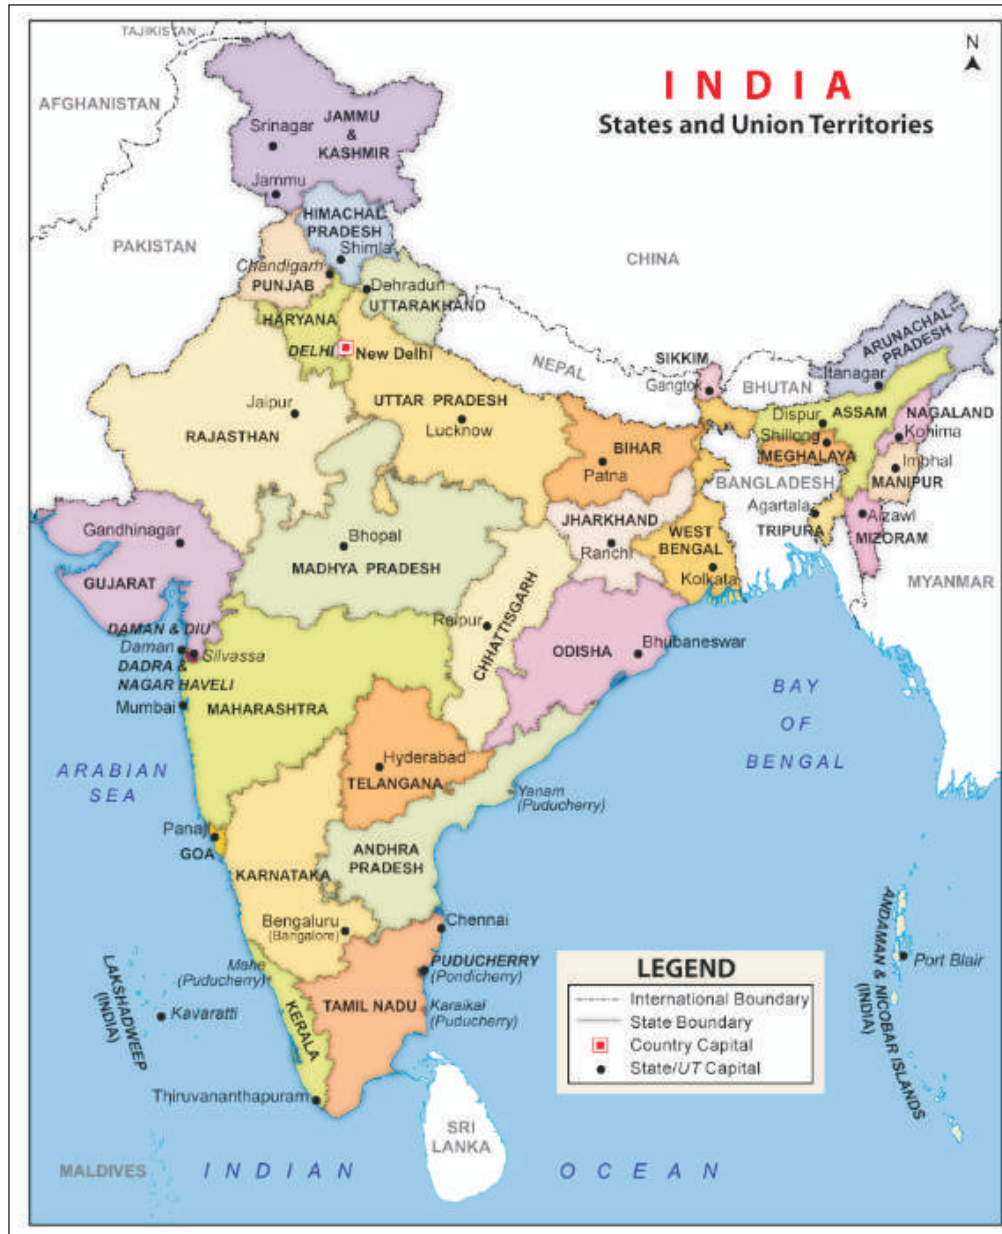 TAJIKISTAN
AFGHANISTAN
N
INDIA
States and Union Territories
JAMMU
&
KASHMIR
Srinagar
Jammu
PAKISTAN
CHINA
HIMACHAL
PRADESH
Shimla
Chandigarh
PUNJAB
Dehradun
UTTARAKHAND
HARYANA
DELHI
New Delhi
NEPAL
SIKKIM
Gangtok
BHUTAN
ARUNACHAL
PRADESH
Itanagar
Jaipur
RAJASTHAN
UTTAR PRADESH
Lucknow
BIHAR
Patna
Dispur
ASSAM
NAGALAND
Shillong
Kohima
MEGHALAYA
Imphal
MANIPUR
BANGLADESH
Agartala
TRIPURA
Aizawl
MIZORAM
MYANMAR
Gandhinagar
GUJARAT
Bhopal
MADHYA PRADESH
JHARKHAND
Ranchi
WEST
BENGAL
Kolkata
Raipur
CHHATTISGARH
ODISHA
Bhubaneswar
DAMAN & DIU
Daman
Silvassa
DADRA &
NAGAR HAVELI
Mumbai
MAHARASHTRA
BAY
OF
BENGAL
ARABIAN
SEA
Hyderabad
TELANGANA
Yanam
(Puducherry)
Panaji
GOA
KARNATAKA
ANDHRA
PRADESH
Bengaluru
(Bangalore)
Chennai
Mahe
(Puducherry)
PUDUCHERRY
(Pondicherry)
TAMIL NADU
Karaikal
(Puducherry)
KERALA
LAKSHADWEEP
(INDIA)
Kavaratti
Thiruvananthapuram
SRI
LANKA
MALDIVES
INDIAN OCEAN
ANDAMAN & NICOBAR ISLANDS
(INDIA)
Port Blair
LEGEND
International Boundary
State Boundary
Country Capital
State/UT Capital